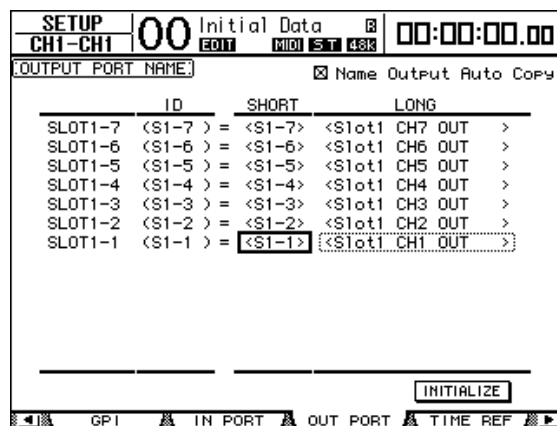 SETUP
CH1-CH1
00
Initial Data
EDIT
MIDI ST 48K
00:00:00.00
OUTPUT PORT NAME
Name Output Auto Copy
ID SHORT LONG
SLOT1-7 (S1-7 ) = <S1-7> <Slot1 CH7 OUT >
SLOT1-6 (S1-6 ) = <S1-6> <Slot1 CH6 OUT >
SLOT1-5 (S1-5 ) = <S1-5> <Slot1 CH5 OUT >
SLOT1-4 (S1-4 ) = <S1-4> <Slot1 CH4 OUT >
SLOT1-3 (S1-3 ) = <S1-3> <Slot1 CH3 OUT >
SLOT1-2 (S1-2 ) = <S1-2> <Slot1 CH2 OUT >
SLOT1-1 (S1-1 ) = <S1-1> <Slot1 CH1 OUT >
INITIALIZE
GPI IN PORT OUT PORT TIME REF